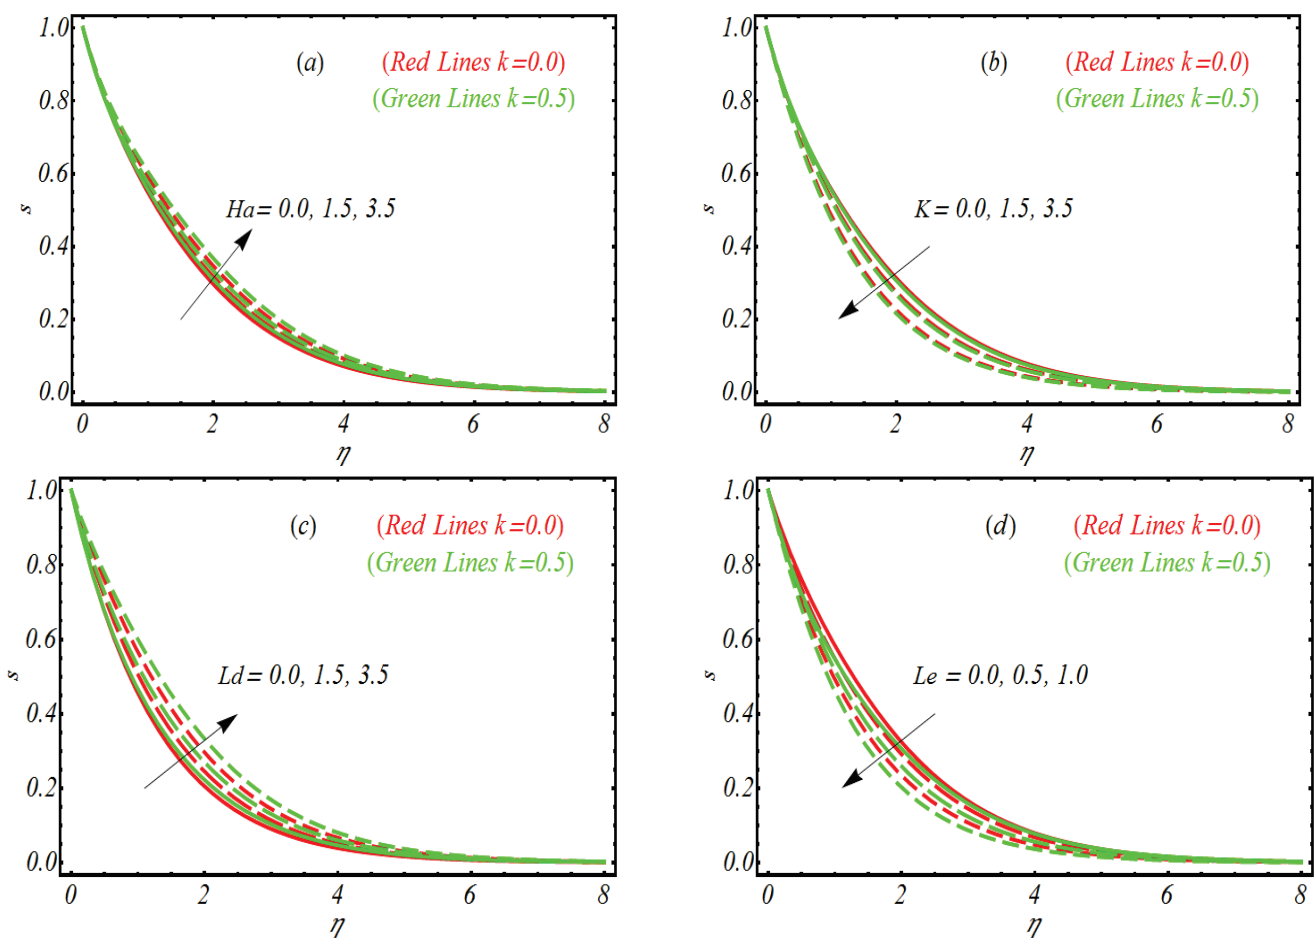 (a)
(Red Lines k=0.0)
(Green Lines k=0.5)
Ha= 0.0, 1.5, 3.5
s
1.0
0.8
0.6
0.4
0.2
0.0
0
2
4
6
8
η
(b)
(Red Lines k=0.0)
(Green Lines k=0.5)
K= 0.0, 1.5, 3.5
s
1.0
0.8
0.6
0.4
0.2
0.0
0
2
4
6
8
η
(c)
(Red Lines k=0.0)
(Green Lines k=0.5)
Ld= 0.0, 1.5, 3.5
s
1.0
0.8
0.6
0.4
0.2
0.0
0
2
4
6
8
η
(d)
(Red Lines k=0.0)
(Green Lines k=0.5)
Le = 0.0, 0.5, 1.0
s
1.0
0.8
0.6
0.4
0.2
0.0
0
2
4
6
8
η